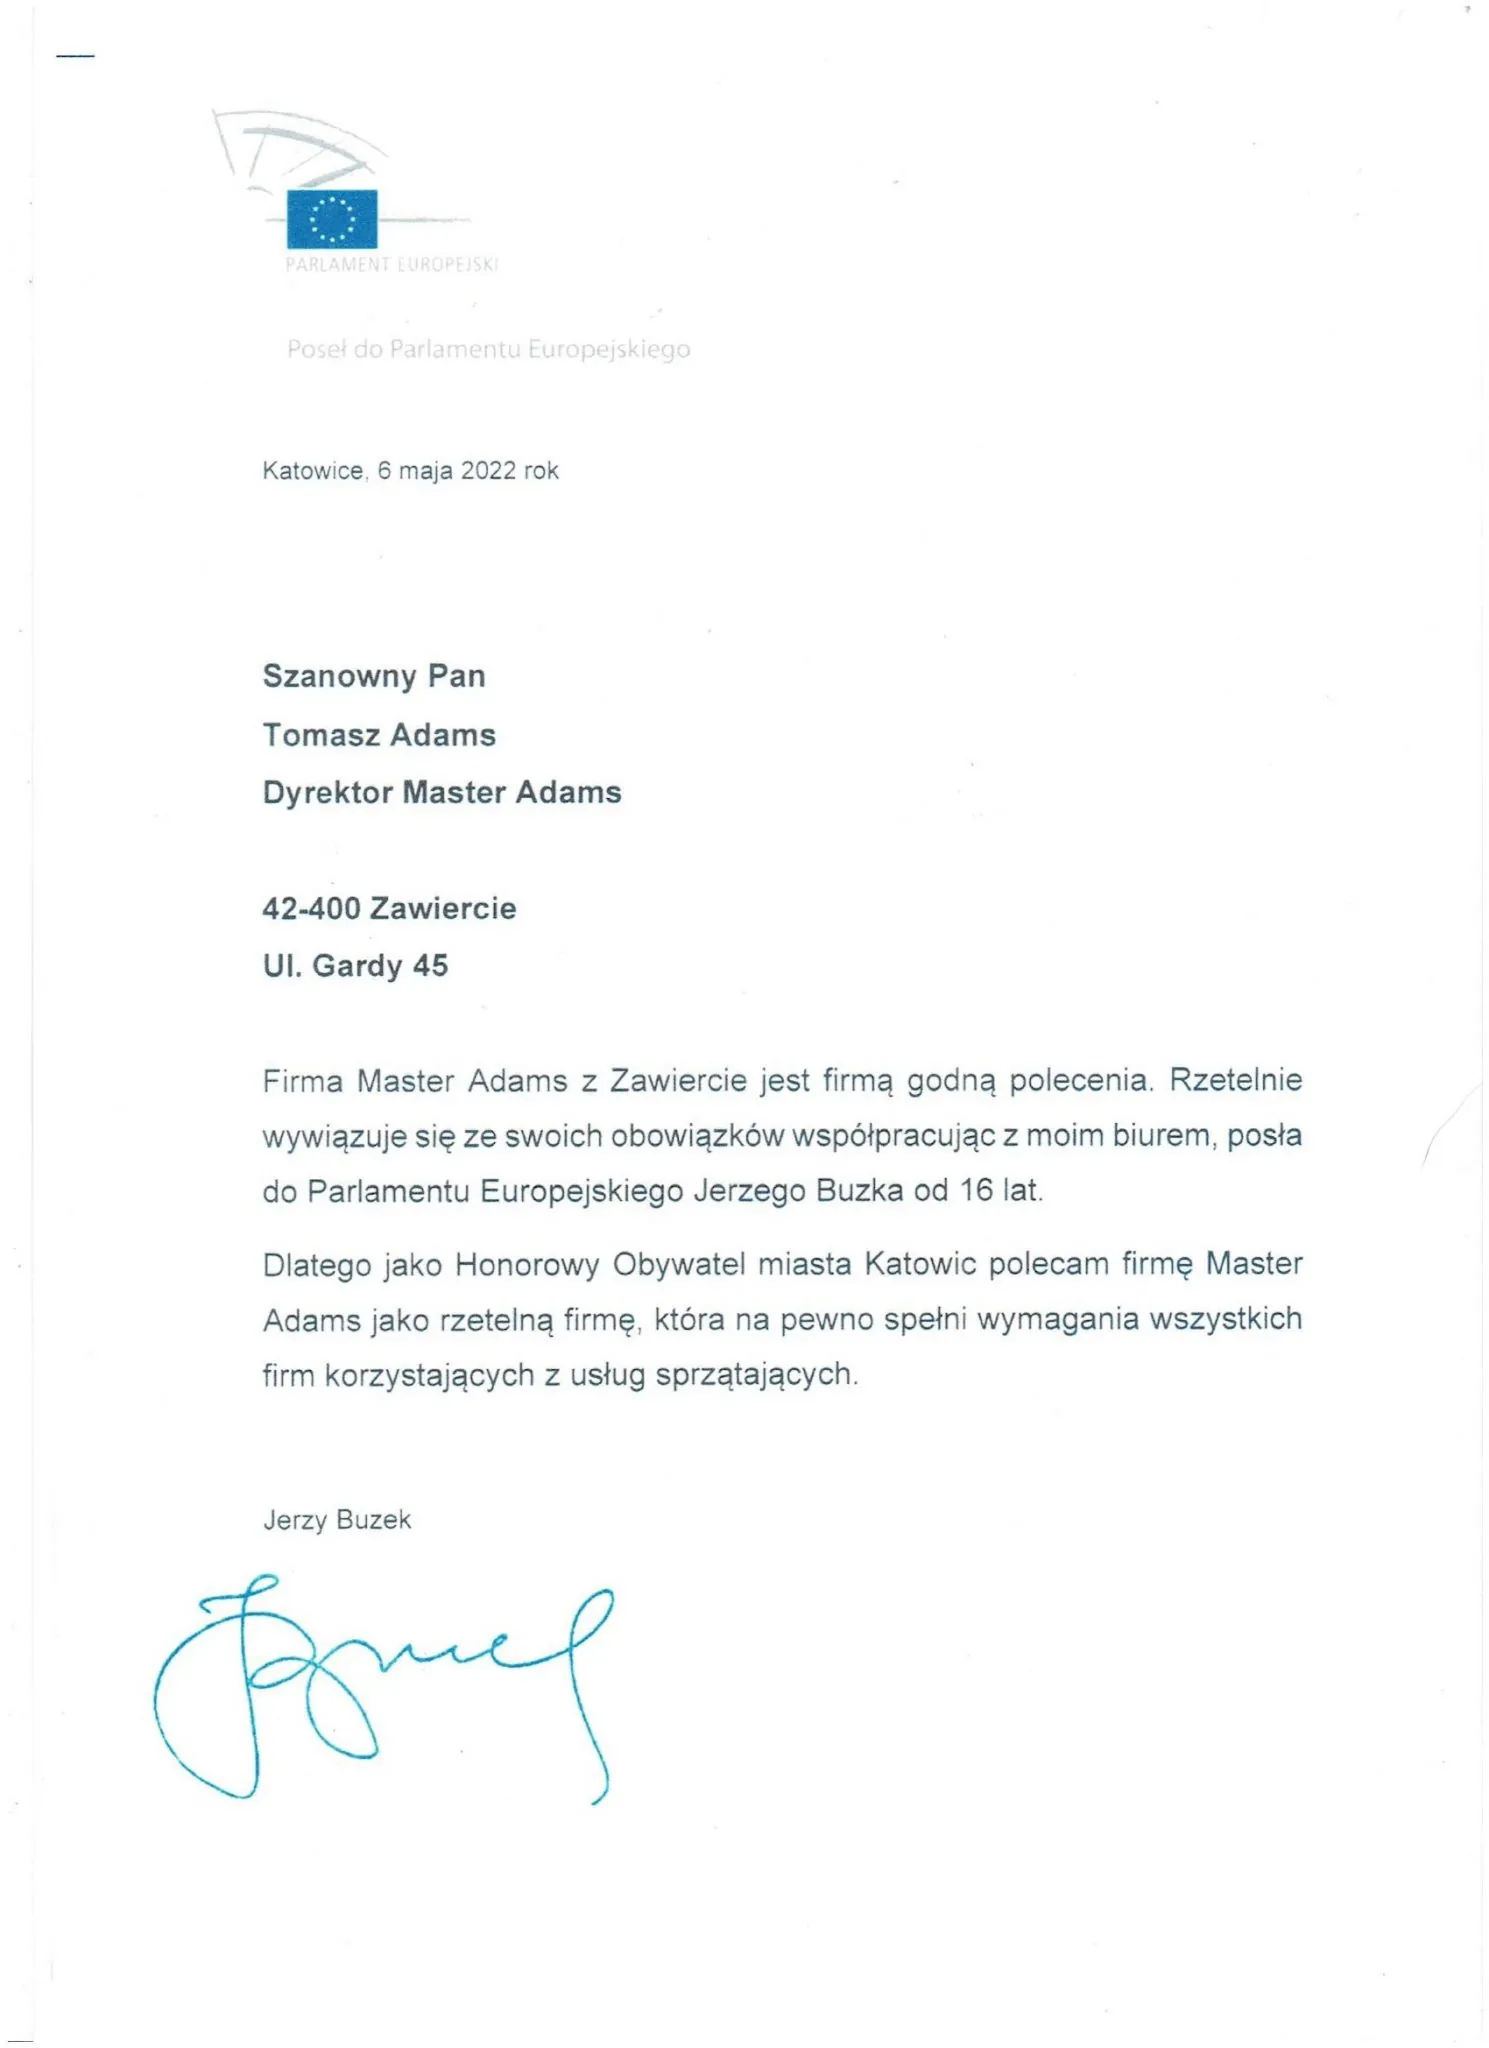 PARLAMENT EUROPEJSKI
Poseł do Parlamentu Europejskiego
Katowice, 6 maja 2022 rok
Szanowny Pan
Tomasz Adams
Dyrektor Master Adams
42-400 Zawiercie
Ul. Gardy 45
Firma Master Adams z Zawiercie jest firmą godną polecenia. Rzetelnie
wywiązuje się ze swoich obowiązków współpracując z moim biurem, posła
do Parlamentu Europejskiego Jerzego Buzka od 16 lat.
Dlatego jako Honorowy Obywatel miasta Katowic polecam firmę Master
Adams jako rzetelną firmę, która na pewno spełni wymagania wszystkich
firm korzystających z usług sprzątających.
Jerzy Buzek